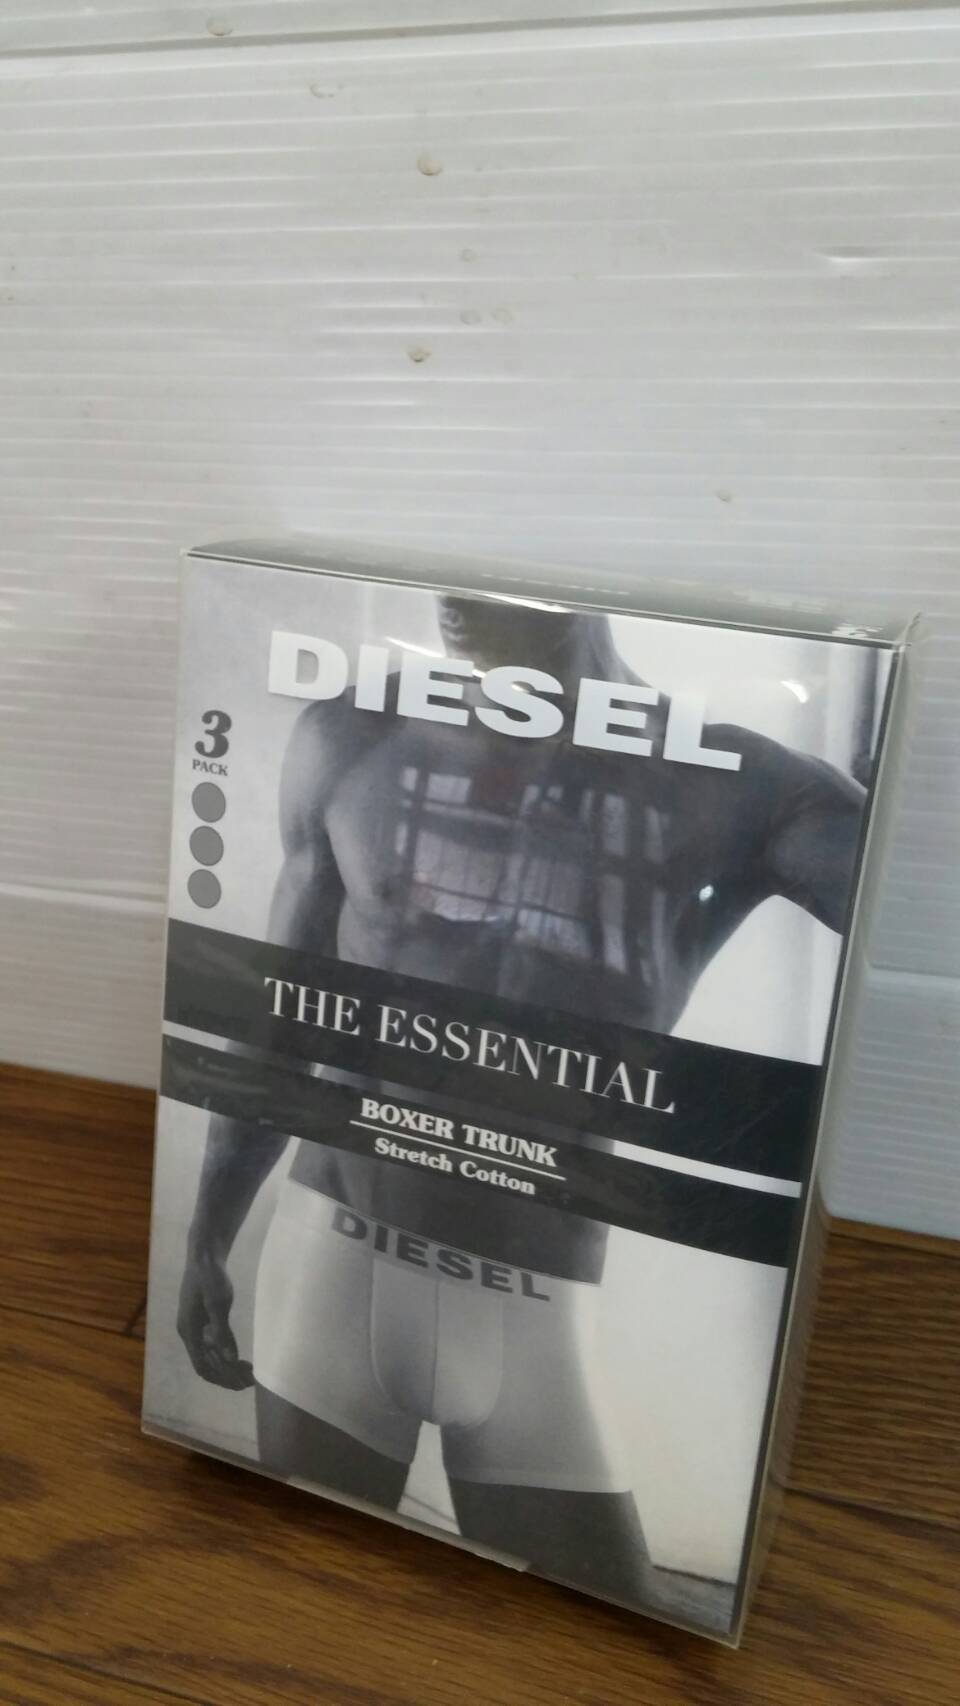 DIESEL
3
PACK
THE ESSENTIAL
BOXER TRUNK
Stretch Cotton
DIESEL